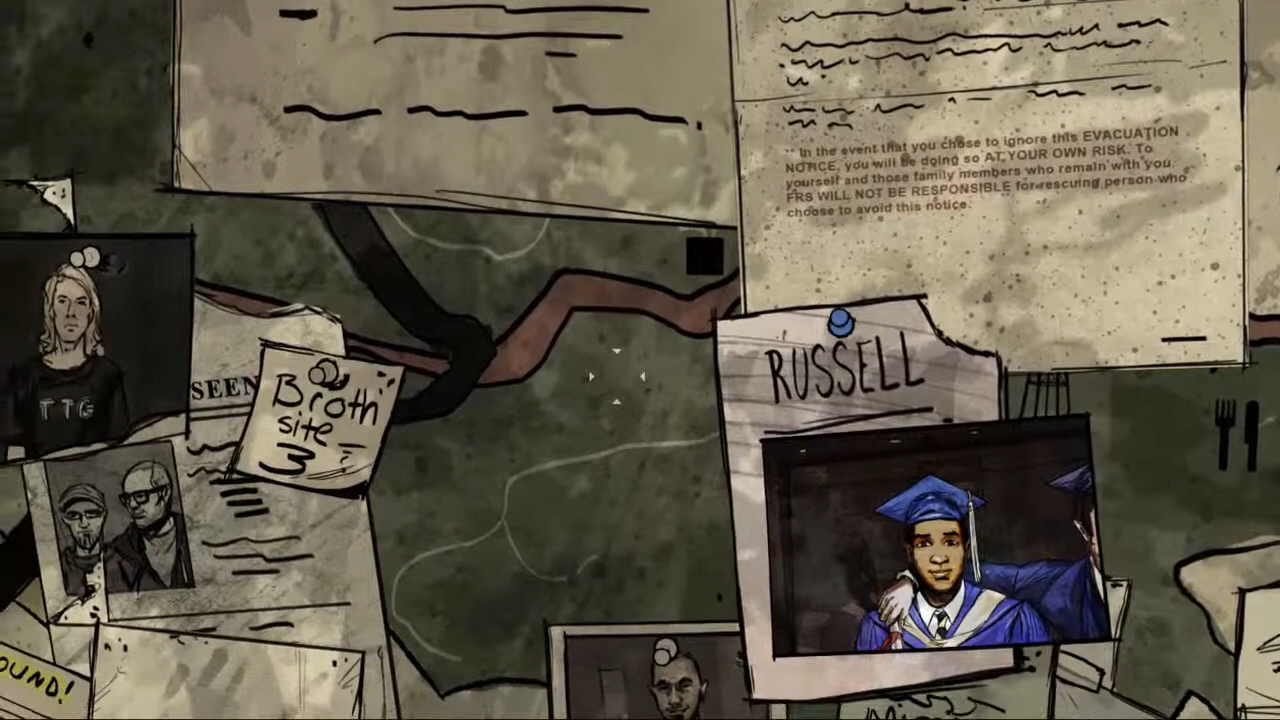 In the event that you chose to ignore this EVACUATION
NOTICE, you will be doing so AT YOUR OWN RISK. To
yourself and those family members who remain with you.
FRS WILL NOT BE RESPONSIBLE for rescuing person who
choose to avoid this notice.
RUSSELL
SEEN
Broth
site
3
TTG
OUND!